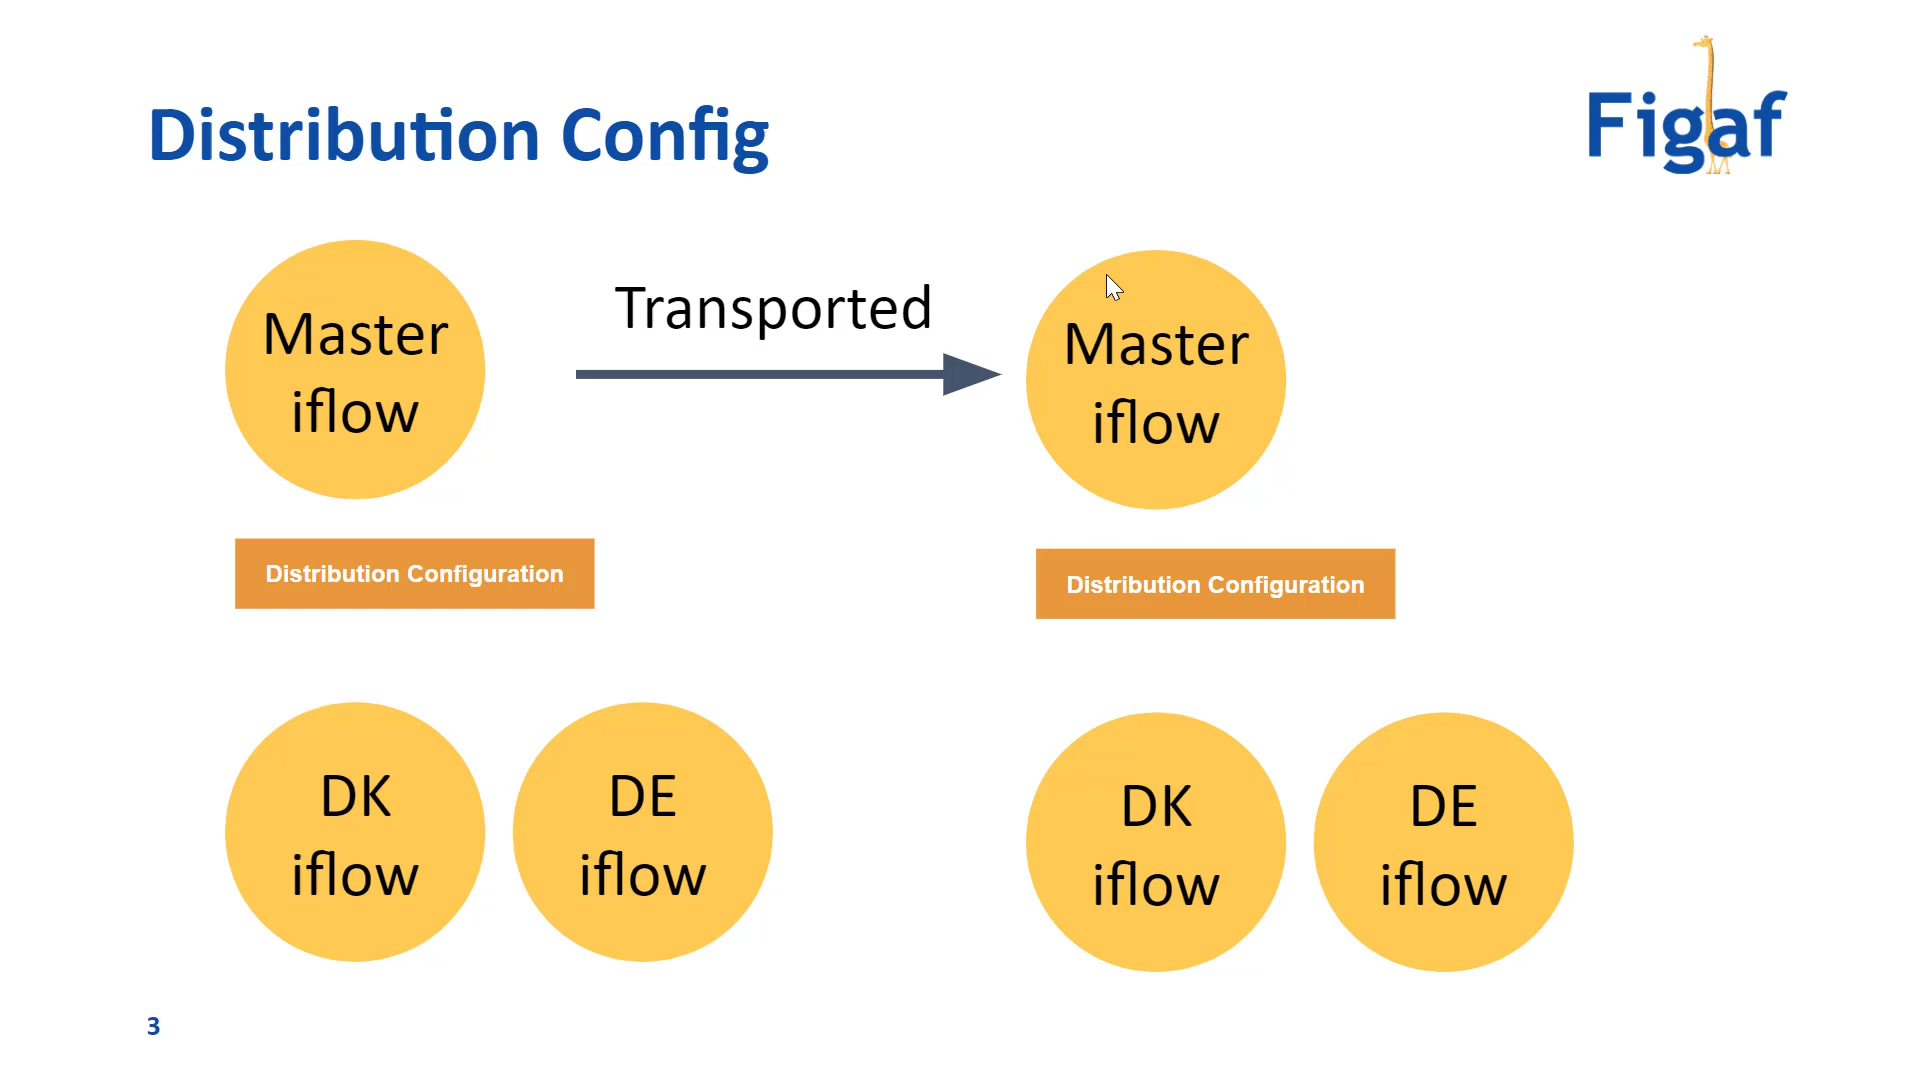 Distribution Config
Figaf
Master
iflow
Transported
Master
iflow
Distribution Configuration
Distribution Configuration
DK
iflow
DE
iflow
DK
iflow
DE
iflow
3